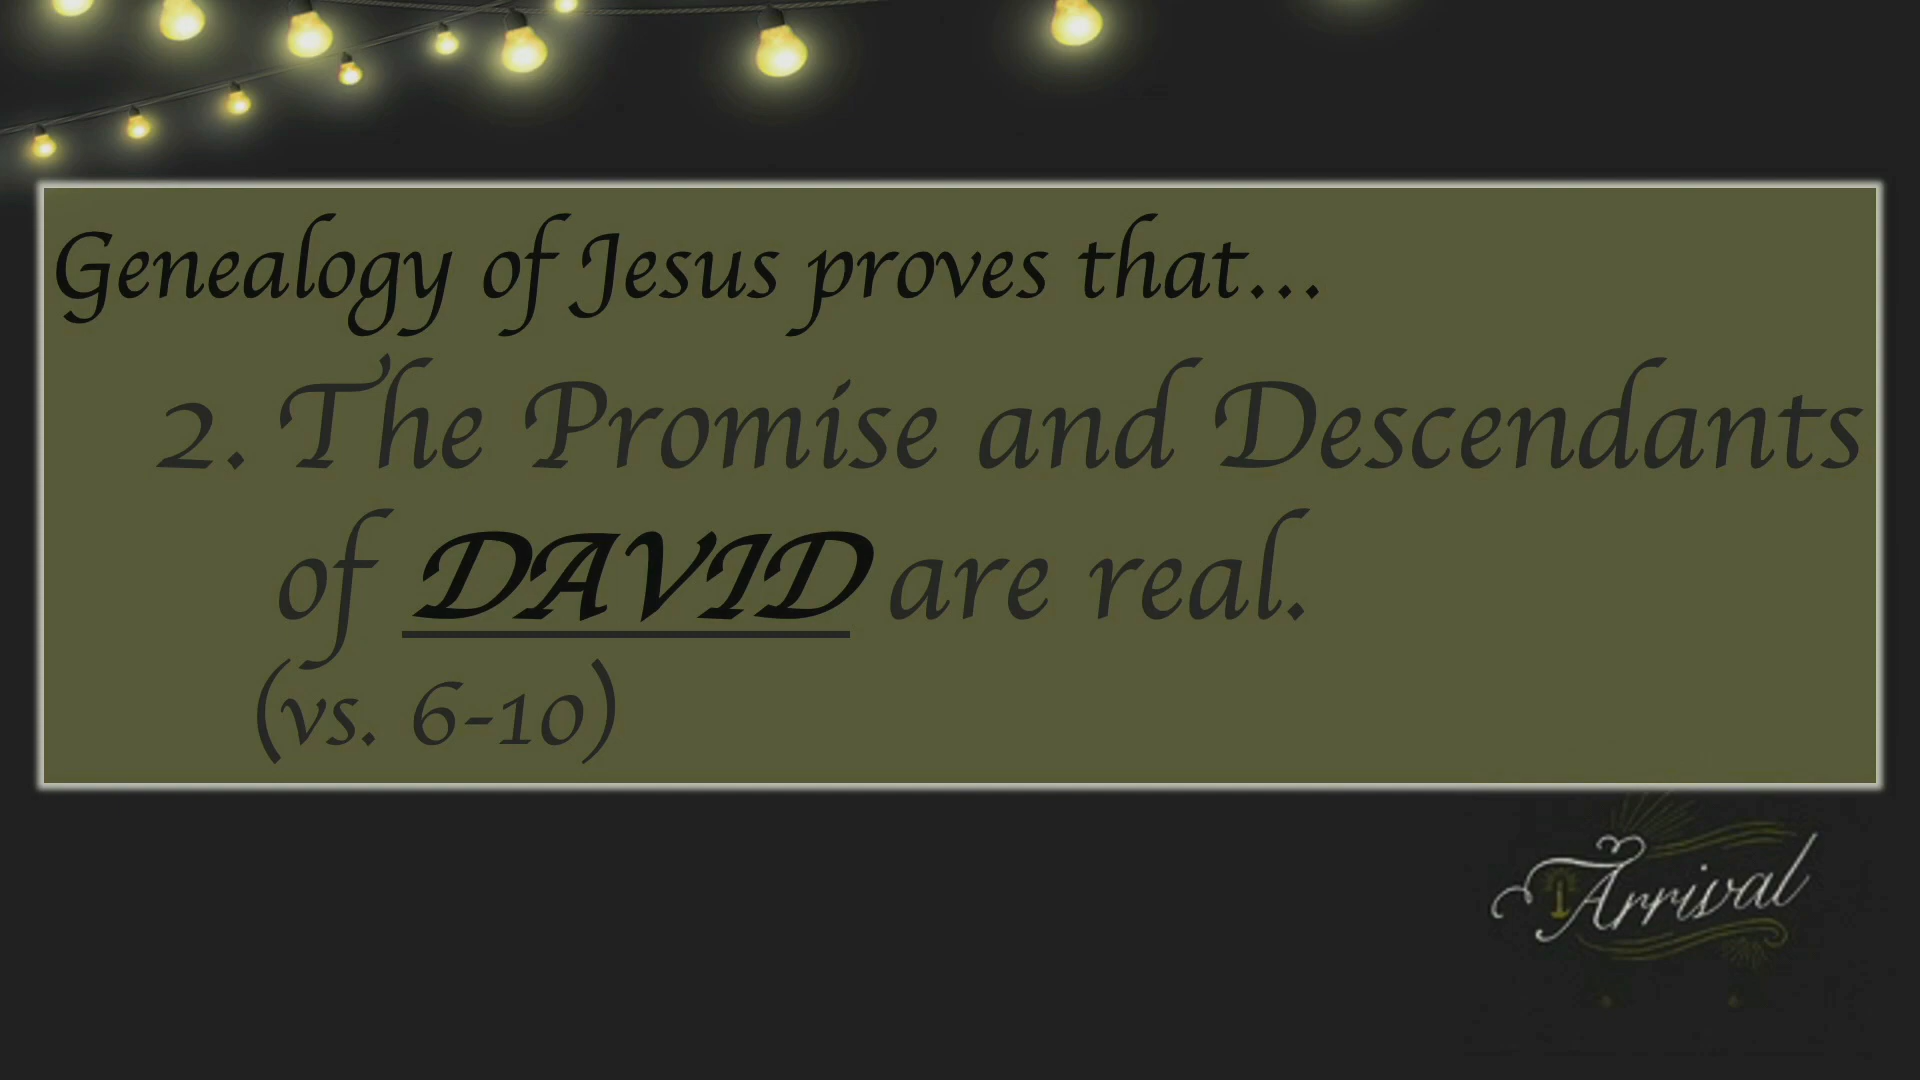 Genealogy of Jesus proves that...
2. The Promise and Descendants
of DAVID are real.
(vs. 6-10)
Arrival